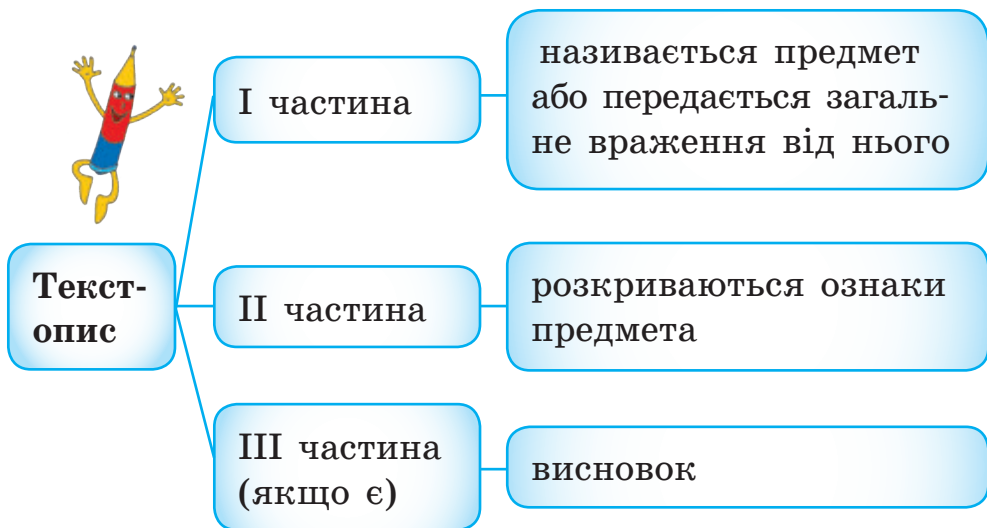 І частина
називається предмет
або передається загаль-
не враження від нього
Текст-
опис
ІІ частина
розкриваються ознаки
предмета
ІІІ частина
(якщо є)
висновок